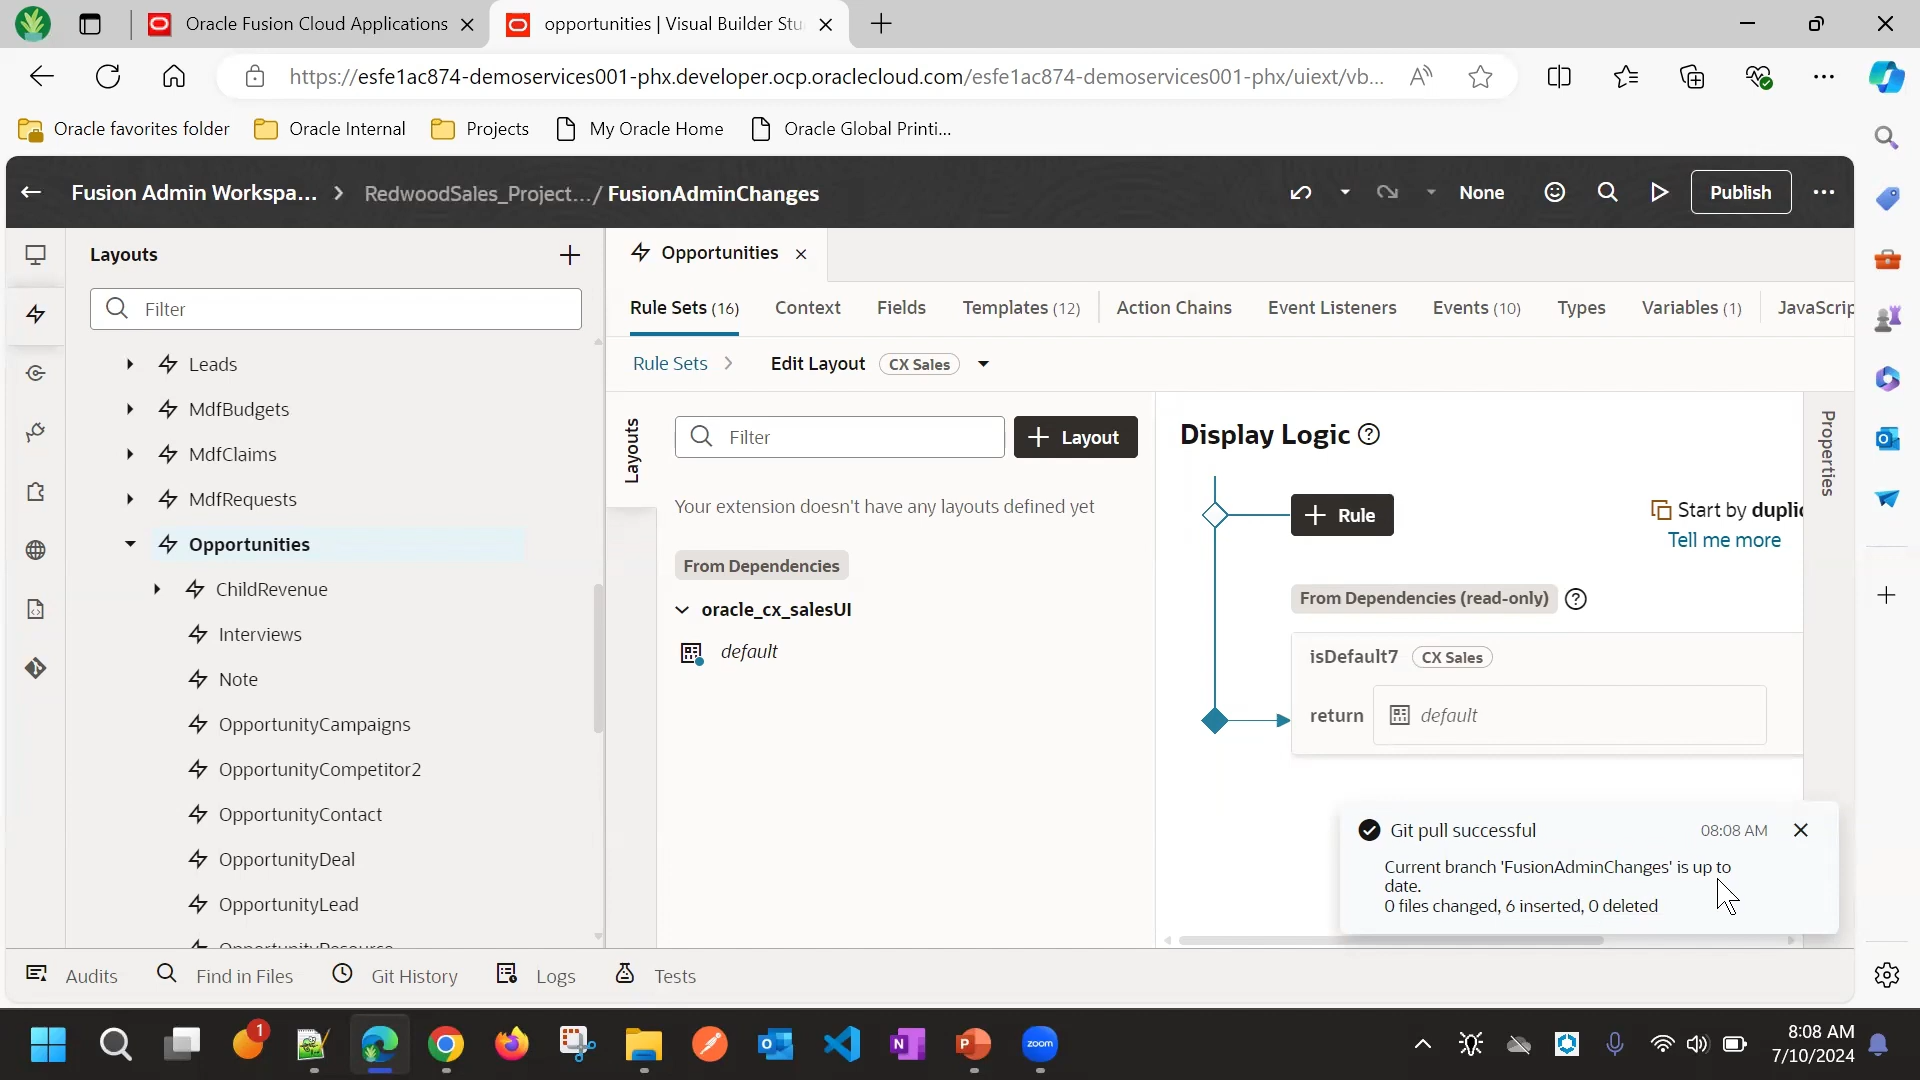 Oracle Fusion Cloud Applications
opportunities | Visual Builder Stu
https://esfe1ac874-demoservices001-phx.developer.ocp.oraclecloud.com/esfe1ac874-demoservices001-phx/uiext/vb...
Oracle favorites folder
Oracle Internal
Projects
My Oracle Home
Oracle Global Printi...
Fusion Admin Workspa... > RedwoodSales_Project.../ FusionAdminChanges
None
Publish
Layouts
Filter
Leads
MdfBudgets
MdfClaims
MdfRequests
Opportunities
ChildRevenue
Interviews
Note
OpportunityCampaigns
OpportunityCompetitor2
OpportunityContact
OpportunityDeal
OpportunityLead
OpportunityResource
Opportunities
Rule Sets (16)
Context
Fields
Templates (12)
Action Chains
Event Listeners
Events (10)
Types
Variables (1)
JavaScrip
Rule Sets > Edit Layout CX Sales
Layouts
Filter
+ Layout
Your extension doesn't have any layouts defined yet
From Dependencies
oracle_cx_salesUI
default
Display Logic
+ Rule
Start by duplic
Tell me more
From Dependencies (read-only)
isDefault7 CX Sales
return default
Properties
Git pull successful 08:08 AM
Current branch 'FusionAdminChanges' is up to
date.
0 files changed, 6 inserted, 0 deleted
Audits
Find in Files
Git History
Logs
Tests
1
zoom
8:08 AM
7/10/2024